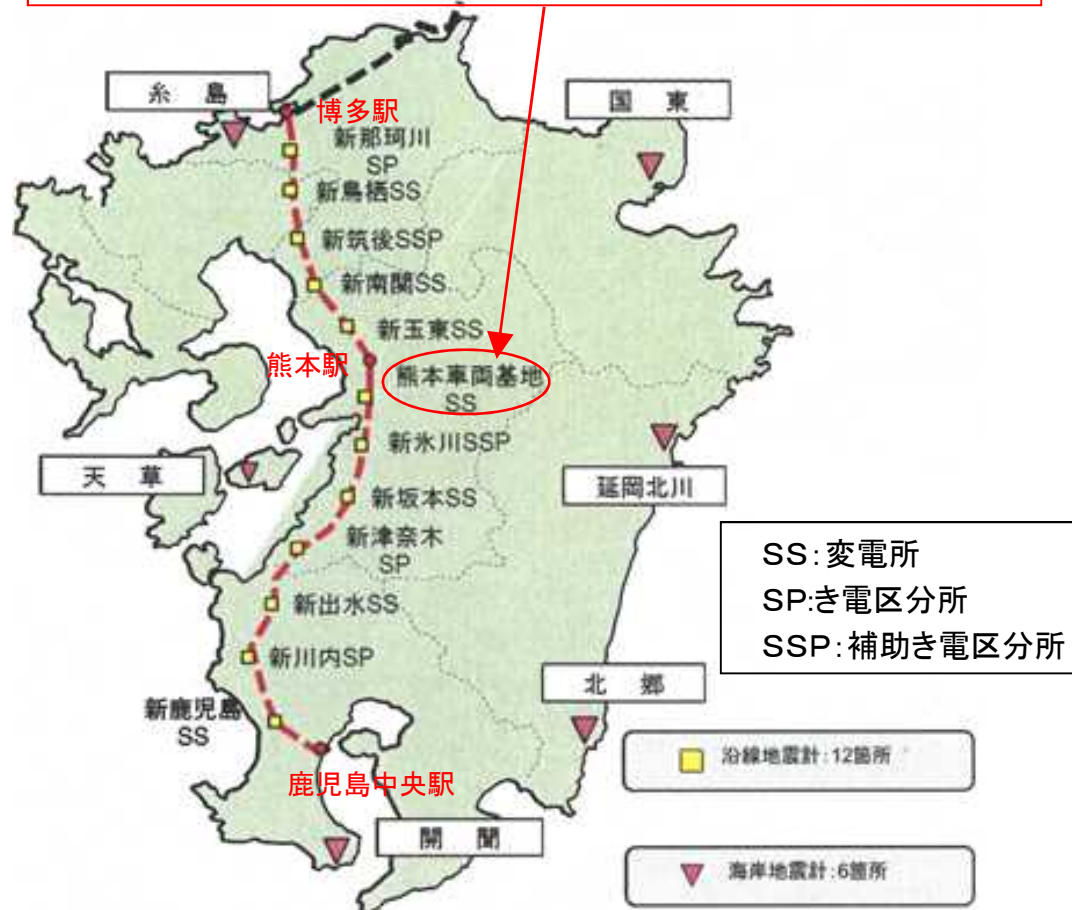 糸 島
国 東
博多駅
新那珂川
SP
新鳥栖SS
新筑後SSP
新南関SS
新玉東SS
熊本駅
熊本車両基地
SS
新氷川SSP
天 草
延岡北川
新坂本SS
新津奈木
SP
SS:変電所
SP:き電区分所
SSP:補助き電区分所
新出水SS
新川内SP
北 郷
新鹿児島
SS
沿線地震計:12箇所
鹿児島中央駅
開 聞
海岸地震計:6箇所